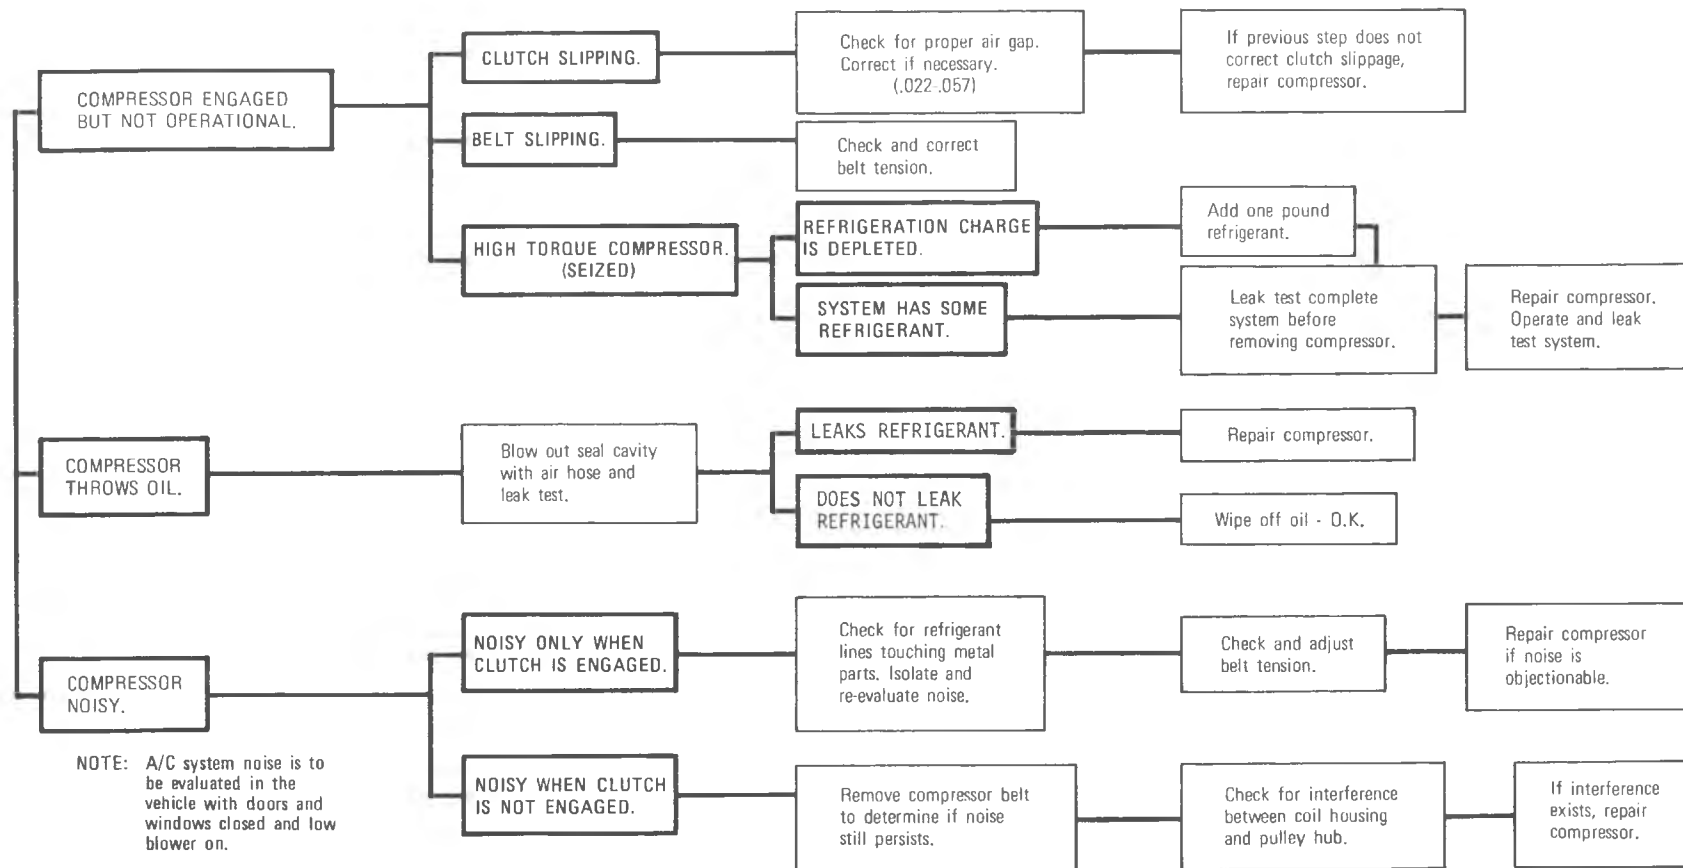 COMPRESSOR ENGAGED
BUT NOT OPERATIONAL.
CLUTCH SLIPPING.
Check for proper air gap.
Correct if necessary.
(.022-.057)
If previous step does not
correct clutch slippage,
repair compressor.
BELT SLIPPING.
Check and correct
belt tension.
HIGH TORQUE COMPRESSOR.
(SEIZED)
REFRIGERATION CHARGE
IS DEPLETED.
Add one pound
refrigerant.
SYSTEM HAS SOME
REFRIGERANT.
Leak test complete
system before
removing compressor.
Repair compressor.
Operate and leak
test system.
COMPRESSOR
THROWS OIL.
Blow out seal cavity
with air hose and
leak test.
LEAKS REFRIGERANT.
Repair compressor.
DOES NOT LEAK
REFRIGERANT.
Wipe off oil - O.K.
COMPRESSOR
NOISY.
NOISY ONLY WHEN
CLUTCH IS ENGAGED.
Check for refrigerant
lines touching metal
parts. Isolate and
re-evaluate noise.
Check and adjust
belt tension.
Repair compressor
if noise is
objectionable.
NOISY WHEN CLUTCH
IS NOT ENGAGED.
Remove compressor belt
to determine if noise
still persists.
Check for interference
between coil housing
and pulley hub.
If interference
exists, repair
compressor.
NOTE: A/C system noise is to
be evaluated in the
vehicle with doors and
windows closed and low
blower on.